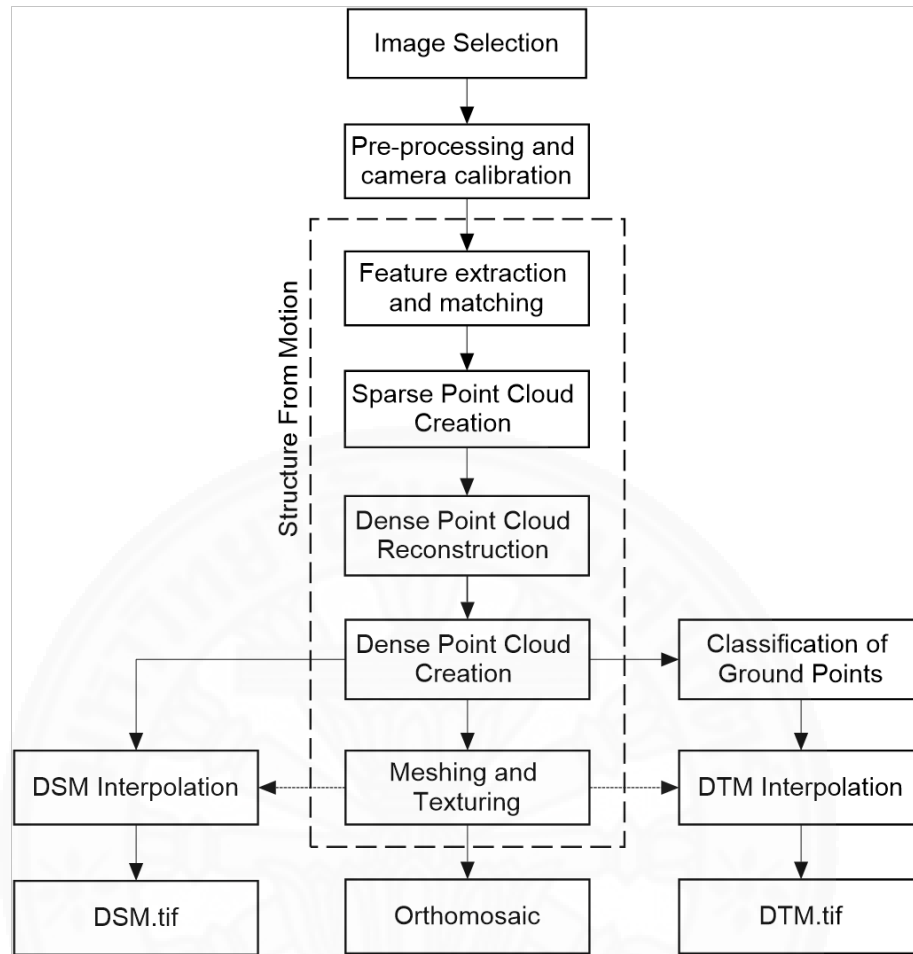 Image Selection
Pre-processing and
camera calibration
Structure From Motion
Feature extraction
and matching
Sparse Point Cloud
Creation
Dense Point Cloud
Reconstruction
Dense Point Cloud
Creation
Classification of
Ground Points
DSM Interpolation
Meshing and
Texturing
DTM Interpolation
DSM.tif
Orthomosaic
DTM.tif